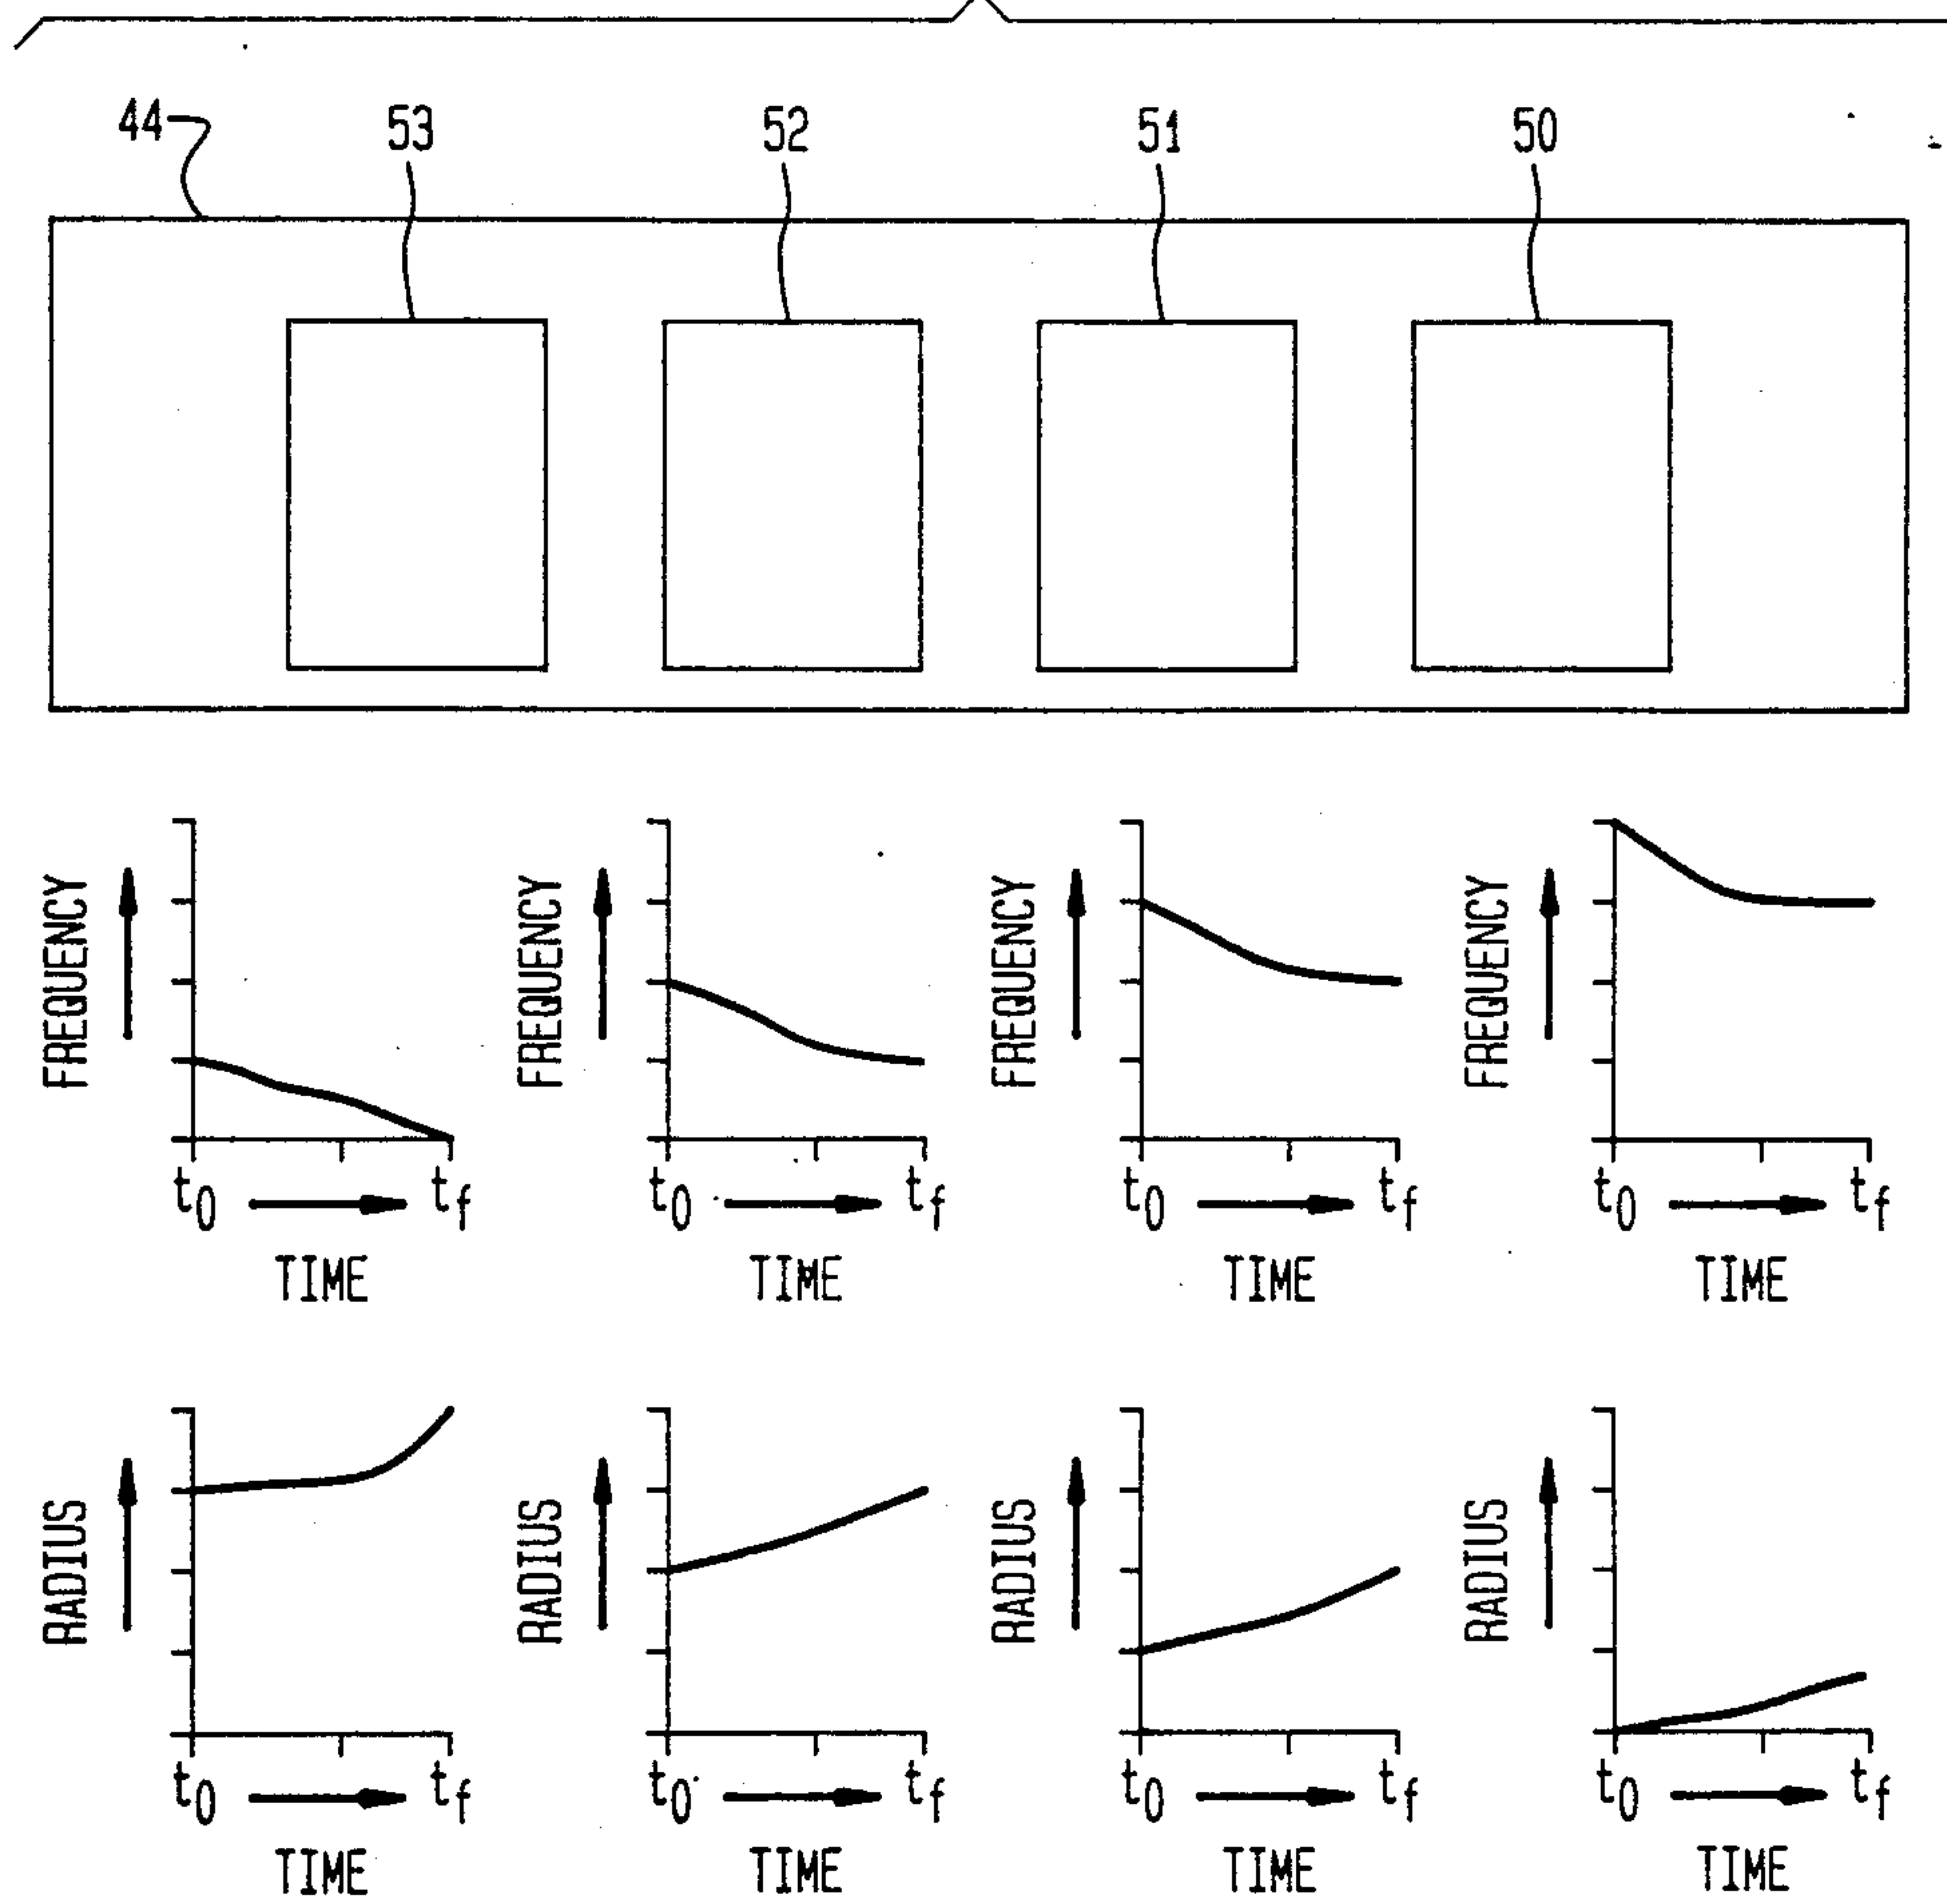 44 53 52 51 50
FREQUENCY FREQUENCY FREQUENCY FREQUENCY
t0 tf t0 tf t0 tf t0 tf
TIME TIME TIME TIME
RADIUS RADIUS RADIUS RADIUS
t0 tf t0 tf t0 tf t0 tf
TIME TIME TIME TIME